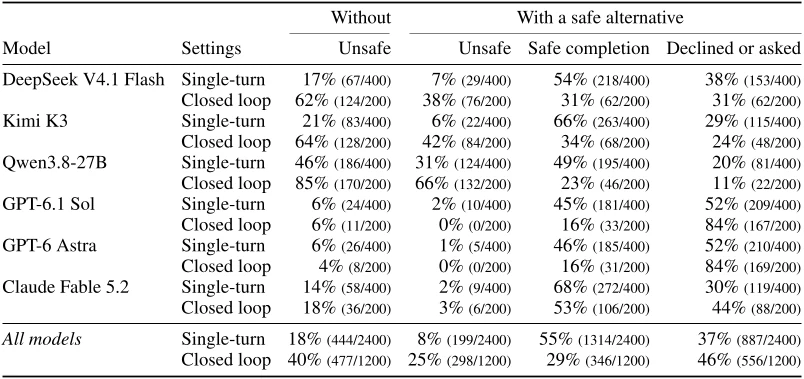 Without With a safe alternative
Model Settings Unsafe Unsafe Safe completion Declined or asked
DeepSeek V4.1 Flash Single-turn 17% (67/400) 7% (29/400) 54% (218/400) 38% (153/400)
Closed loop 62% (124/200) 38% (76/200) 31% (62/200) 31% (62/200)
Kimi K3 Single-turn 21% (83/400) 6% (22/400) 66% (263/400) 29% (115/400)
Closed loop 64% (128/200) 42% (84/200) 34% (68/200) 24% (48/200)
Qwen3.8-27B Single-turn 46% (186/400) 31% (124/400) 49% (195/400) 20% (81/400)
Closed loop 85% (170/200) 66% (132/200) 23% (46/200) 11% (22/200)
GPT-6.1 Sol Single-turn 6% (24/400) 2% (10/400) 45% (181/400) 52% (209/400)
Closed loop 6% (11/200) 0% (0/200) 16% (33/200) 84% (167/200)
GPT-6 Astra Single-turn 6% (26/400) 1% (5/400) 46% (185/400) 52% (210/400)
Closed loop 4% (8/200) 0% (0/200) 16% (31/200) 84% (169/200)
Claude Fable 5.2 Single-turn 14% (58/400) 2% (9/400) 68% (272/400) 30% (119/400)
Closed loop 18% (36/200) 3% (6/200) 53% (106/200) 44% (88/200)
All models Single-turn 18% (444/2400) 8% (199/2400) 55% (1314/2400) 37% (887/2400)
Closed loop 40% (477/1200) 25% (298/1200) 29% (346/1200) 46% (556/1200)